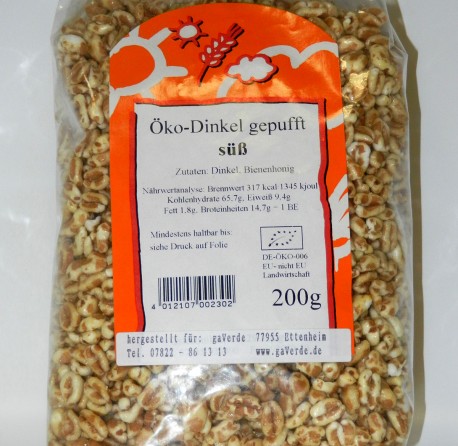 Öko-Dinkel gepufft
süß
Zutaten: Dinkel, Bienenhonig
Nährwertanalyse: Brennwert 317 kcal 1345 kjoul
Kohlenhydrate 65,7g, Eiweiß 9,4g
Fett 1,8g, Broteinheiten 14,7g = 1 BE
Mindestens haltbar bis:
siehe Druck auf Folie
DE-ÖKO-006
EU- nicht EU
Landwirtschaft
4 012107 002302
200g
hergestellt für: gaVerde 77955 Ettenheim
Tel. 07822 - 86 13 13 www.gaVerde.de